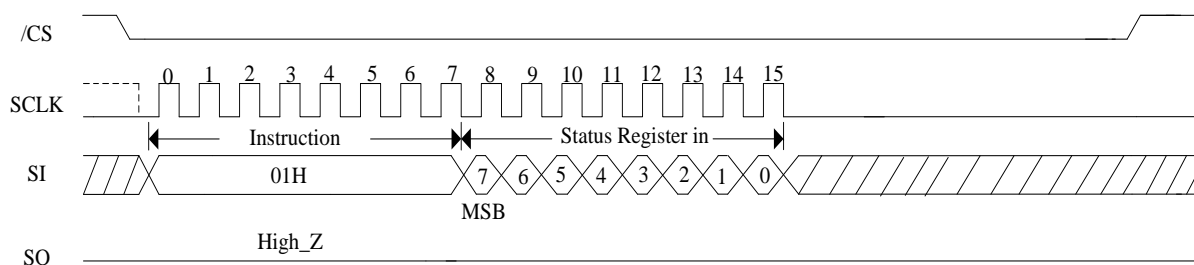 /CS
0 1 2 3 4 5 6 7 8 9 10 11 12 13 14 15
SCLK
Instruction Status Register in
SI 01H 7 6 5 4 3 2 1 0
MSB
High_Z
SO